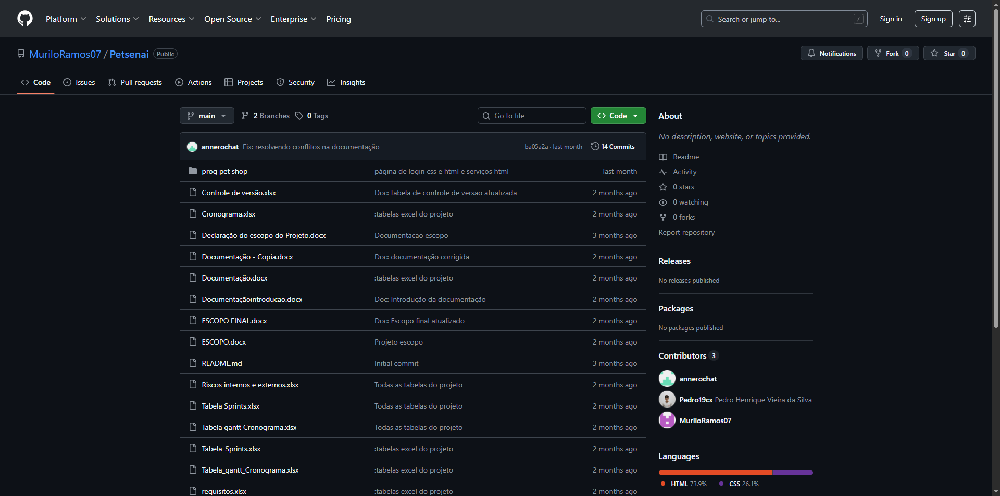 Platform Solutions Resources Open Source Enterprise Pricing Search or jump to... / Sign in Sign up
MuriloRamos07 / Petsenai Public Notifications Fork 0 Star 0
Code Issues Pull requests Actions Projects Security Insights
main 2 Branches 0 Tags Go to file Code
annerochat Fix: resolvendo conflitos na documentação ba05a2a · last month 14 Commits
prog pet shop página de login css e html e serviços html last month
Controle de versão.xlsx Doc: tabela de controle de versao atualizada 2 months ago
Cronograma.xlsx :tabelas excel do projeto 2 months ago
Declaração do escopo do Projeto.docx Documentacao escopo 3 months ago
Documentação - Copia.docx Doc: documentação corrigida 2 months ago
Documentação.docx :tabelas excel do projeto 2 months ago
Documentaçãointroducao.docx Doc: Introdução da documentação 2 months ago
ESCOPO FINAL.docx Doc: Escopo final atualizado 2 months ago
ESCOPO.docx Projeto escopo 2 months ago
README.md Initial commit 3 months ago
Riscos internos e externos.xlsx Todas as tabelas do projeto 2 months ago
Tabela Sprints.xlsx Todas as tabelas do projeto 2 months ago
Tabela gantt Cronograma.xlsx Todas as tabelas do projeto 2 months ago
Tabela_Sprints.xlsx :tabelas excel do projeto 2 months ago
Tabela_gantt_Cronograma.xlsx :tabelas excel do projeto 2 months ago
requisitos.xlsx :tabelas excel do projeto 2 months ago
About
No description, website, or topics provided.
Readme
Activity
0 stars
0 watching
0 forks
Report repository
Releases
No releases published
Packages
No packages published
Contributors 3
annerochat
Pedro19cx Pedro Henrique Vieira da Silva
MuriloRamos07
Languages
HTML 73.9% CSS 26.1%